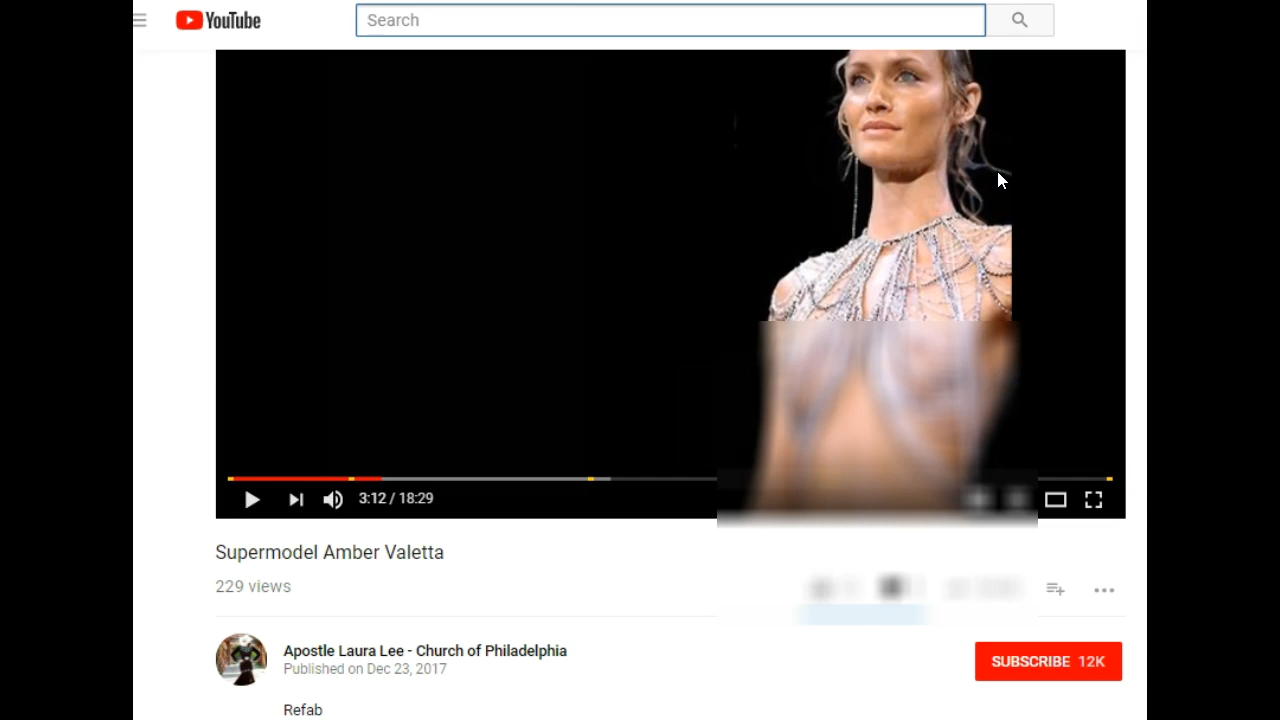 YouTube
Search
3:12 / 18:29
Supermodel Amber Valetta
229 views
Apostle Laura Lee - Church of Philadelphia
Published on Dec 23, 2017
SUBSCRIBE 12K
Refab